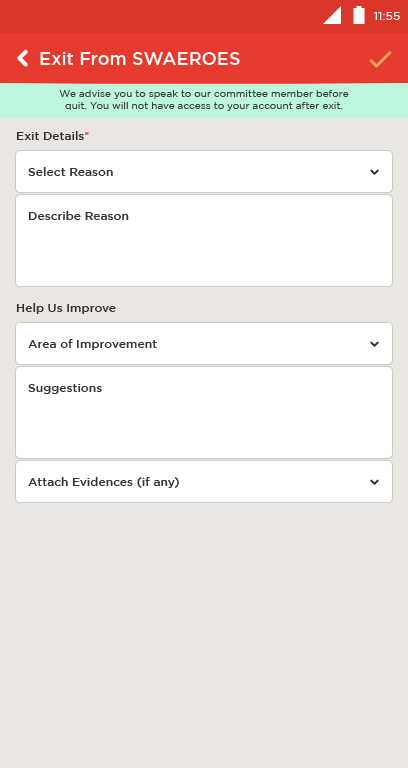 11:55
Exit From SWAEROES
We advise you to speak to our committee member before
quit. You will not have access to your account after exit.
Exit Details*
Select Reason
Describe Reason
Help Us Improve
Area of Improvement
Suggestions
Attach Evidences (if any)